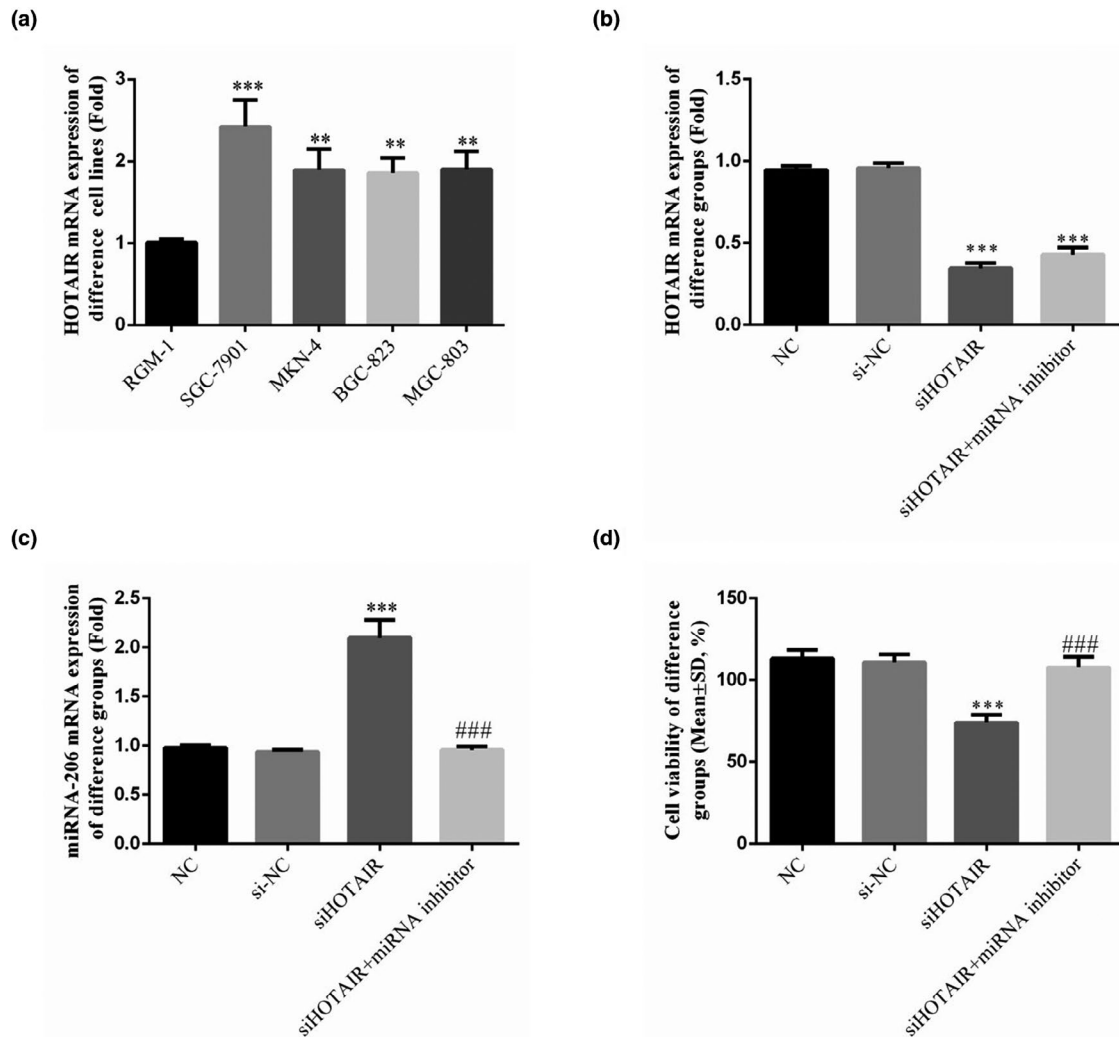 (a)
HOTAIR mRNA expression of
difference cell lines (Fold)
3
2
1
0
***
**
**
**
RGM-1
SGC-7901
MKN-4
BGC-823
MGC-803
(b)
HOTAIR mRNA expression of
difference groups (Fold)
1.5
1.0
0.5
0.0
***
***
NC
si-NC
siHOTAIR
siHOTAIR+miRNA inhibitor
(c)
miRNA-206 mRNA expression
of difference groups (Fold)
2.5
2.0
1.5
1.0
0.5
0.0
***
###
NC
si-NC
siHOTAIR
siHOTAIR+miRNA inhibitor
(d)
Cell viability of difference
groups (Mean±SD, %)
150
100
50
0
***
###
NC
si-NC
siHOTAIR
siHOTAIR+miRNA inhibitor